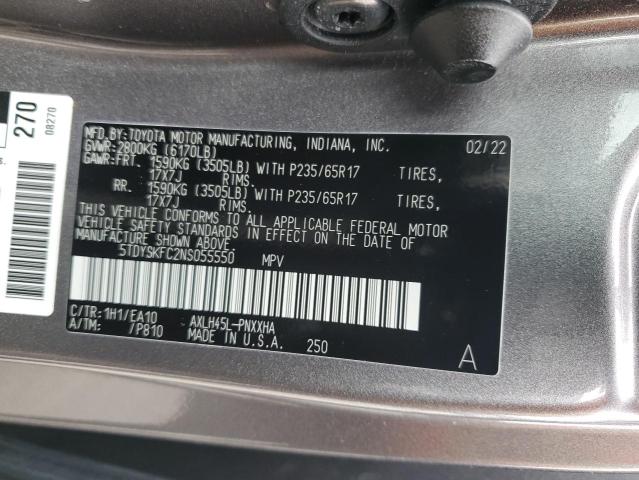 270
08270
MFD. BY:TOYOTA MOTOR MANUFACTURING, INDIANA, INC. 02/22
GVWR:2800KG (6170LB)
GAWR:FRT. 1590KG (3505LB) WITH P235/65R17 TIRES,
17X7J RIMS.
RR. 1590KG (3505LB) WITH P235/65R17 TIRES,
17X7J RIMS.
THIS VEHICLE CONFORMS TO ALL APPLICABLE FEDERAL MOTOR
VEHICLE SAFETY STANDARDS IN EFFECT ON THE DATE OF
MANUFACTURE SHOWN ABOVE.
5TDYSKFC2NS055550 MPV
C/TR:1H1/EA10 AXLH45L-PNXXHA
A/TM: /P810 MADE IN U.S.A. 250
A